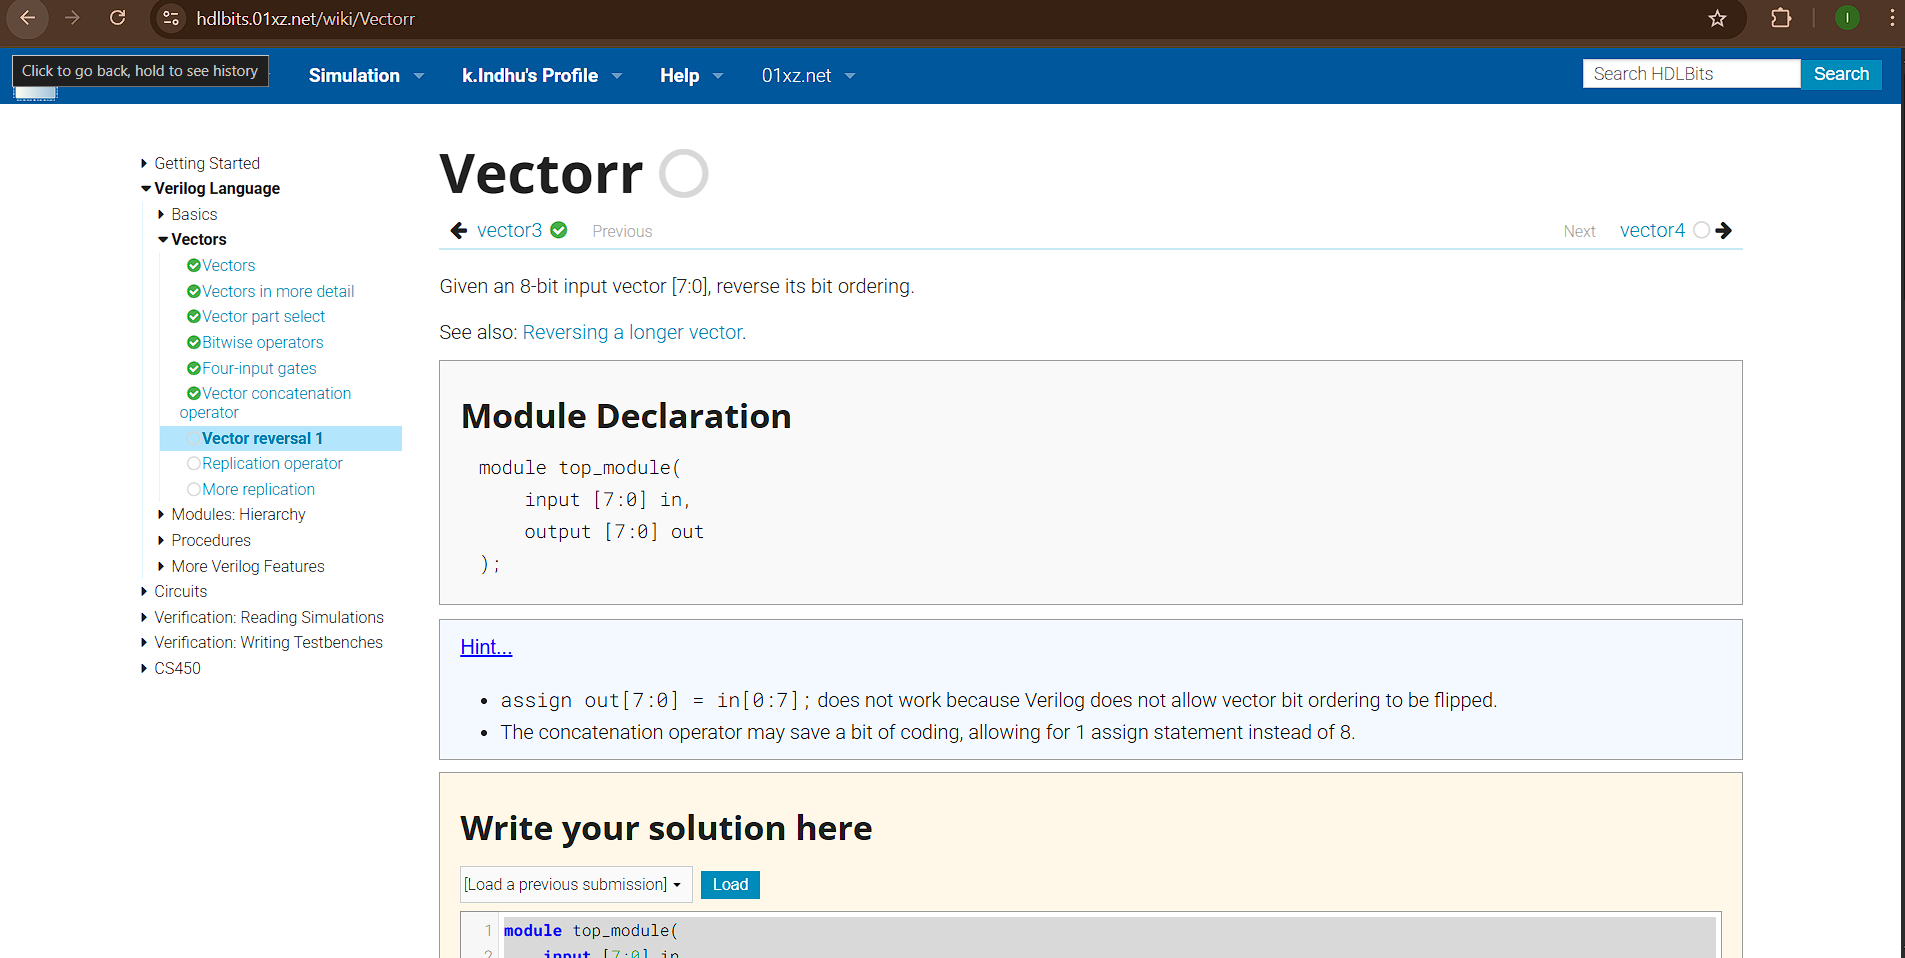 hdlbits.01xz.net/wiki/Vectorr
I
Click to go back, hold to see history
Simulation
k.Indhu's Profile
Help
01xz.net
Search HDLBits
Search
Getting Started
Verilog Language
Basics
Vectors
Vectors
Vectors in more detail
Vector part select
Bitwise operators
Four-input gates
Vector concatenation
operator
Vector reversal 1
Replication operator
More replication
Modules: Hierarchy
Procedures
More Verilog Features
Circuits
Verification: Reading Simulations
Verification: Writing Testbenches
CS450
Vectorr
vector3 Previous
Next vector4
Given an 8-bit input vector [7:0], reverse its bit ordering.
See also: Reversing a longer vector.
Module Declaration
module top_module(
input [7:0] in,
output [7:0] out
);
Hint...
assign out[7:0] = in[0:7]; does not work because Verilog does not allow vector bit ordering to be flipped.
The concatenation operator may save a bit of coding, allowing for 1 assign statement instead of 8.
Write your solution here
[Load a previous submission] Load
1 module top_module(
2 input [7:0] in